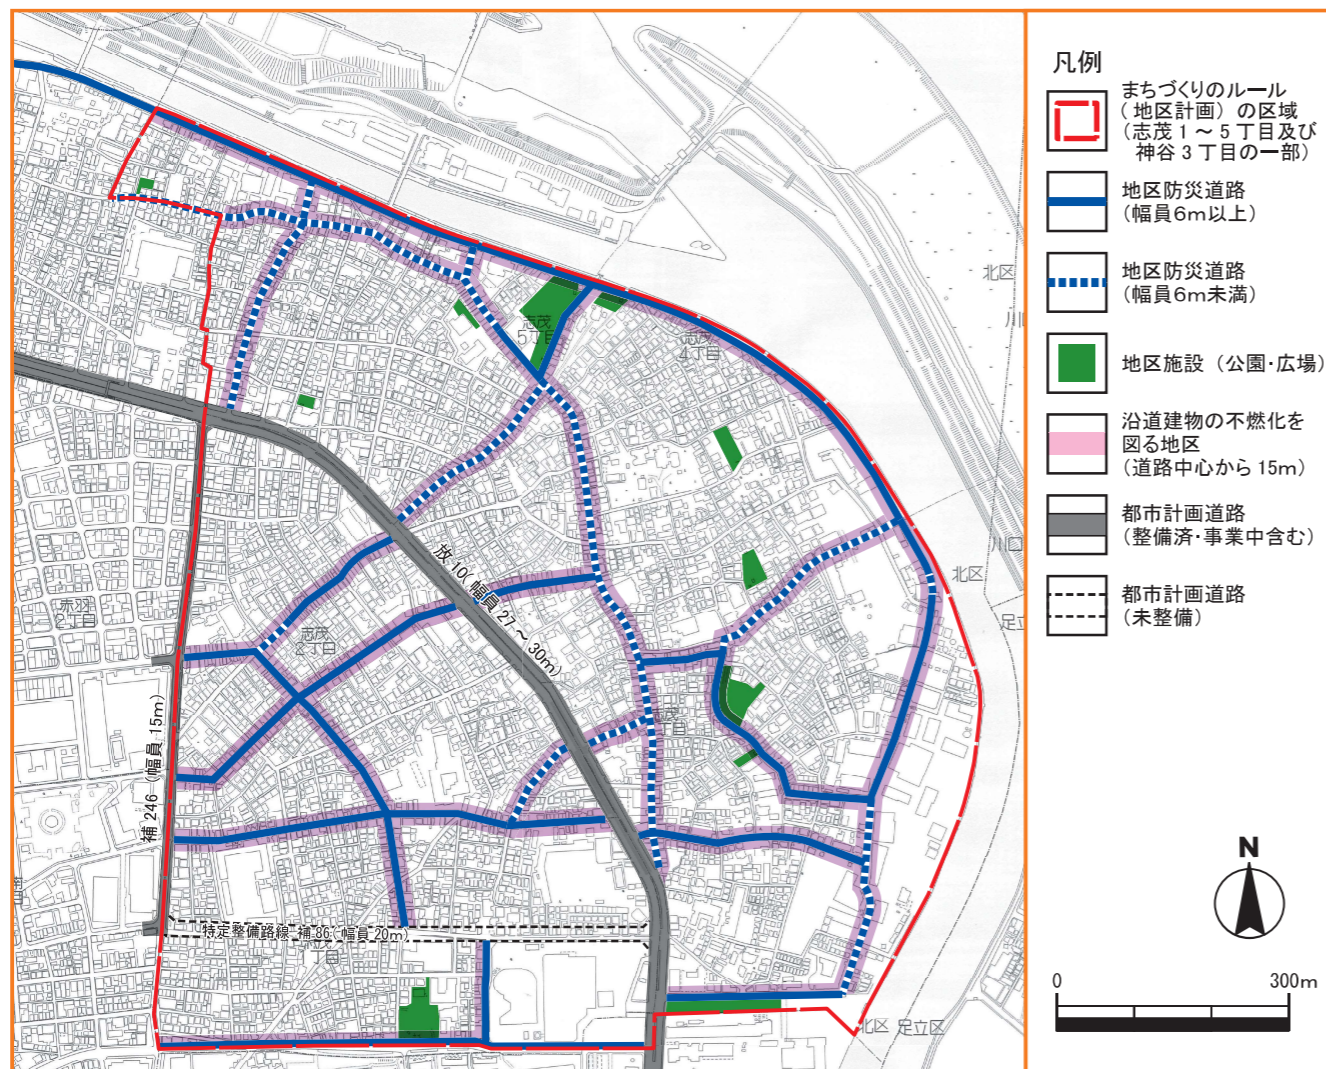 凡例
まちづくりのルール
(地区計画)の区域
(志茂1~5丁目及び
神谷3丁目の一部)
地区防災道路
(幅員6m以上)
地区防災道路
(幅員6m未満)
地区施設(公園・広場)
沿道建物の不燃化を
図る地区
(道路中心から15m)
都市計画道路
(整備済・事業中含む)
都市計画道路
(未整備)
N
0 300m
北区
志茂
5丁目
志茂
4丁目
川口
北区
足立
放10(幅員27~30m)
赤羽
2丁目
志茂
2丁目
補246(幅員15m)
特定整備路線 補86(幅員20m)
1丁目
北区 足立区